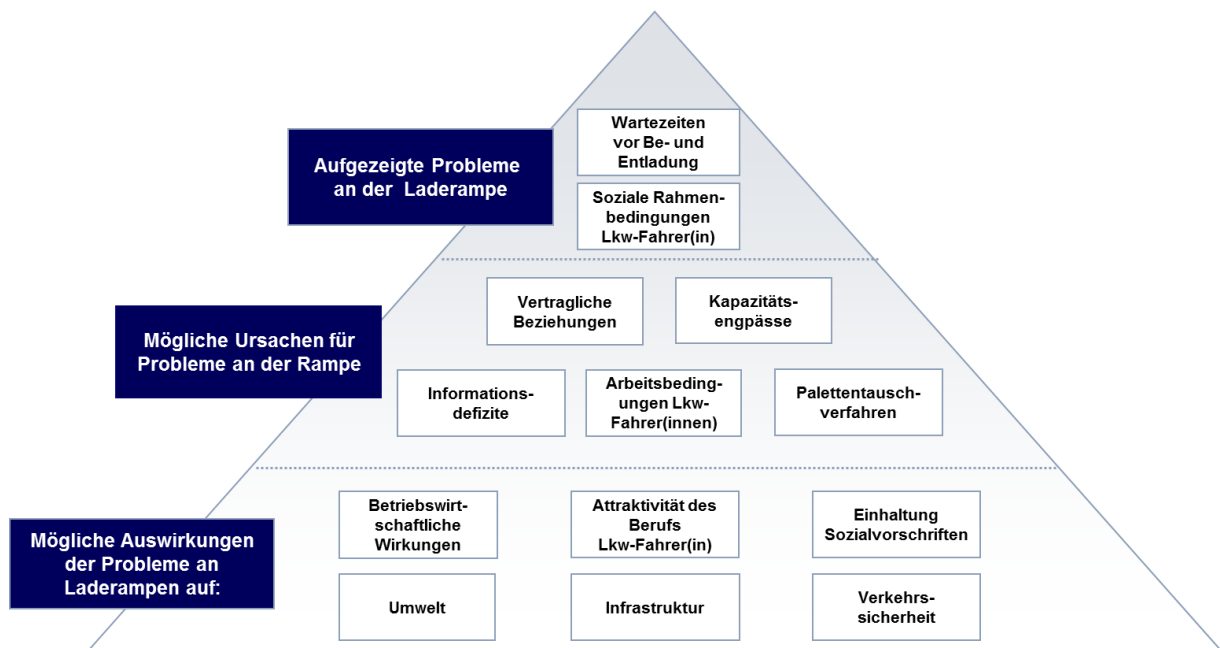 Aufgezeigte Probleme
an der Laderampe
Wartezeiten
vor Be- und
Entladung
Soziale Rahmen-
bedingungen
Lkw-Fahrer(in)
Mögliche Ursachen für
Probleme an der Rampe
Vertragliche
Beziehungen
Kapazitäts-
engpässe
Informations-
defizite
Arbeitsbeding-
ungen Lkw-
Fahrer(innen)
Palettentausch-
verfahren
Mögliche Auswirkungen
der Probleme an
Laderampen auf:
Betriebswirt-
schaftliche
Wirkungen
Attraktivität des
Berufs
Lkw-Fahrer(in)
Einhaltung
Sozialvorschriften
Umwelt
Infrastruktur
Verkehrs-
sicherheit